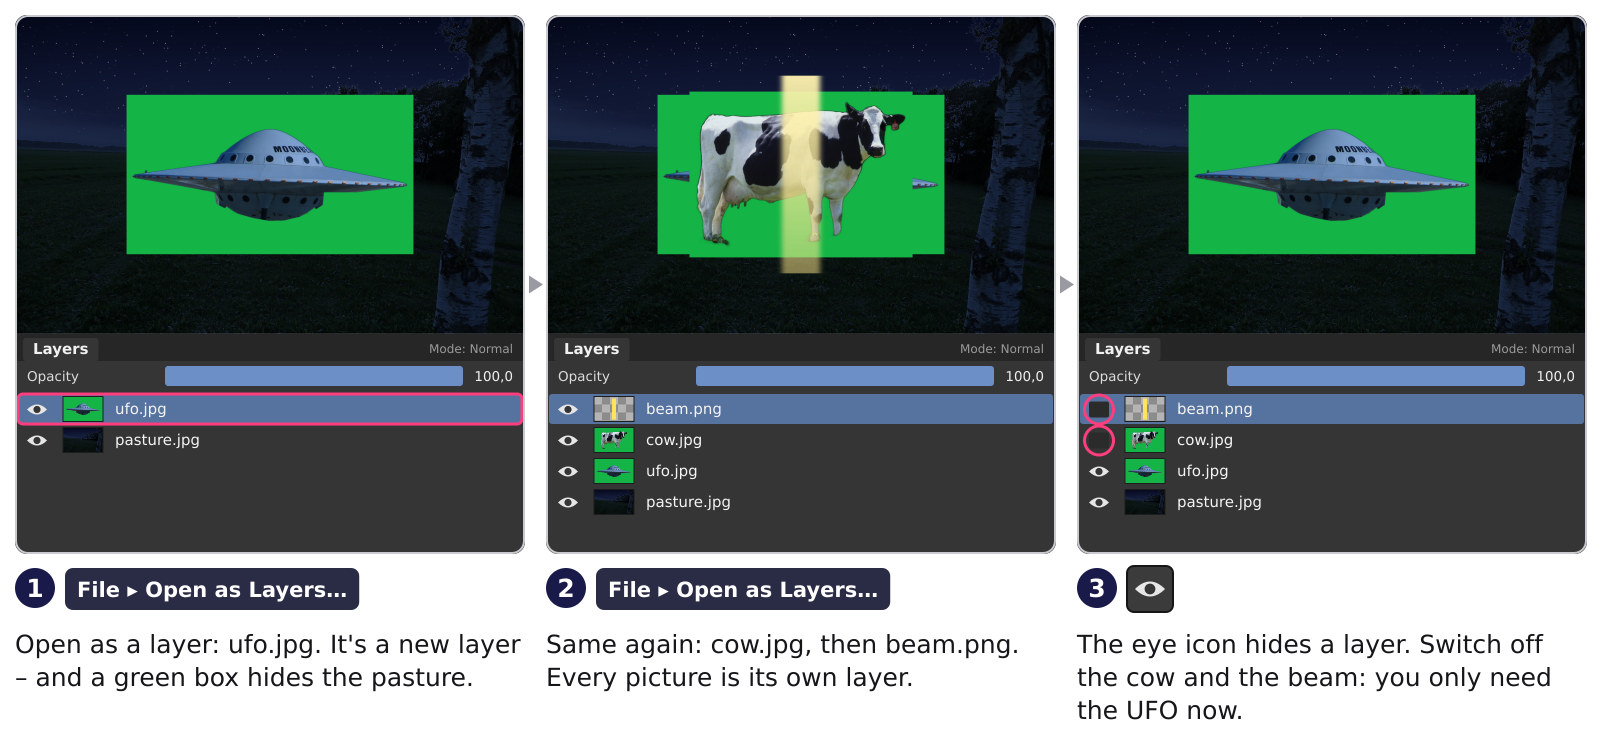 MOONB
Layers
Mode: Normal
Opacity
100,0
ufo.jpg
pasture.jpg
1
File ▸ Open as Layers...
Open as a layer: ufo.jpg. It's a new layer
– and a green box hides the pasture.
Layers
Mode: Normal
Opacity
100,0
beam.png
cow.jpg
ufo.jpg
pasture.jpg
2
File ▸ Open as Layers...
Same again: cow.jpg, then beam.png.
Every picture is its own layer.
MOONB
Layers
Mode: Normal
Opacity
100,0
beam.png
cow.jpg
ufo.jpg
pasture.jpg
3
The eye icon hides a layer. Switch off
the cow and the beam: you only need
the UFO now.